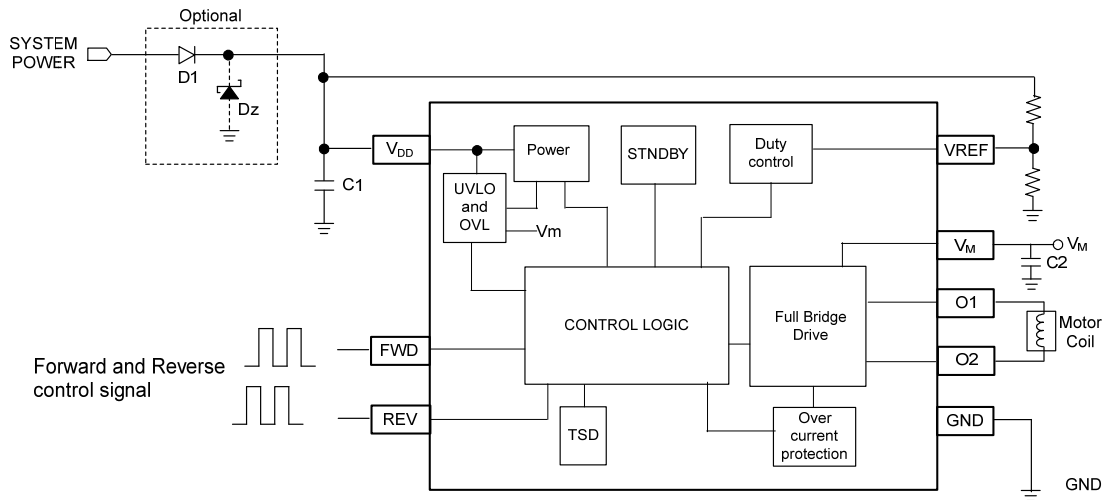 Optional
SYSTEM
POWER
D1
Dz
C1
VDD
Power
STNDBY
Duty
control
VREF
UVLO
and
OVL
Vm
VM
VM
C2
CONTROL LOGIC
Full Bridge
Drive
O1
Motor
Coil
O2
Forward and Reverse
control signal
FWD
REV
TSD
Over
current
protection
GND
GND